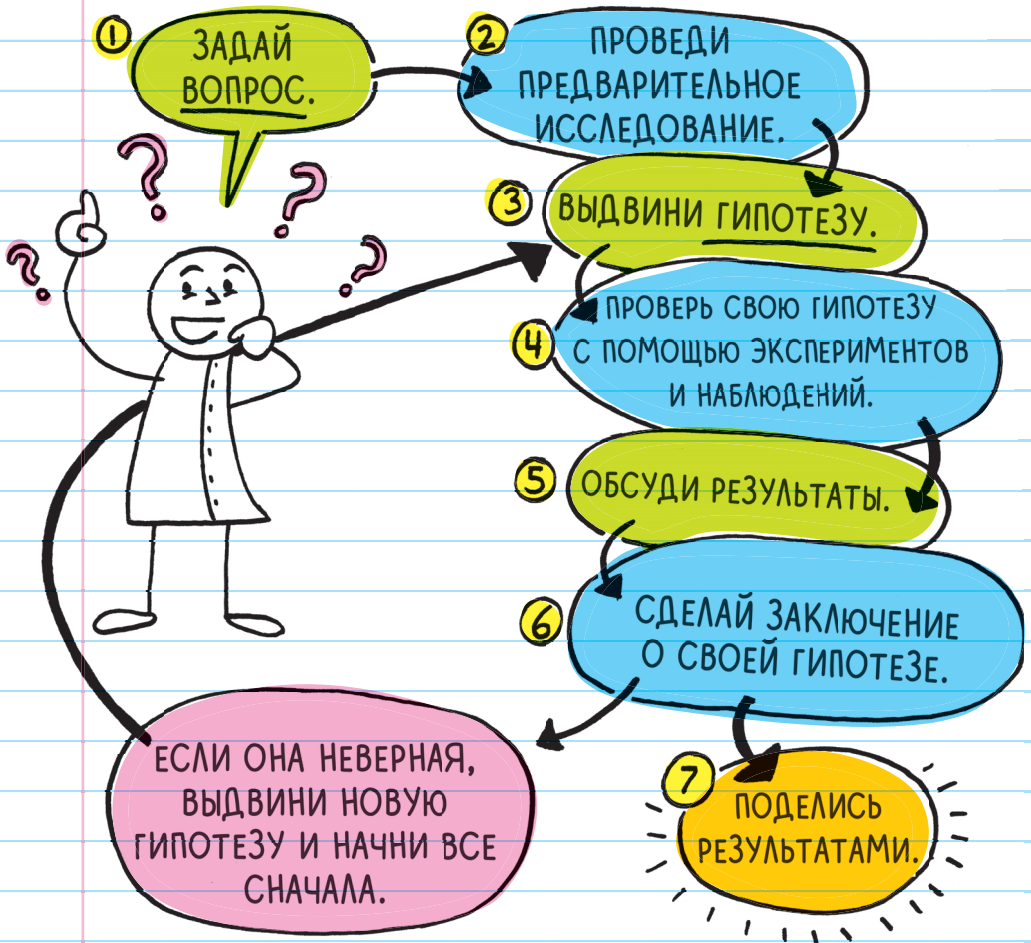 1
ЗАДАЙ
ВОПРОС.
2
ПРОВЕДИ
ПРЕДВАРИТЕЛЬНОЕ
ИССЛЕДОВАНИЕ.
3
ВЫДВИНИ ГИПОТЕЗУ.
4
ПРОВЕРЬ СВОЮ ГИПОТЕЗУ
С ПОМОЩЬЮ ЭКСПЕРИМЕНТОВ
И НАБЛЮДЕНИЙ.
5
ОБСУДИ РЕЗУЛЬТАТЫ.
6
СДЕЛАЙ ЗАКЛЮЧЕНИЕ
О СВОЕЙ ГИПОТЕЗЕ.
ЕСЛИ ОНА НЕВЕРНАЯ,
ВЫДВИНИ НОВУЮ
ГИПОТЕЗУ И НАЧНИ ВСЕ
СНАЧАЛА.
7
ПОДЕЛИСЬ
РЕЗУЛЬТАТАМИ.